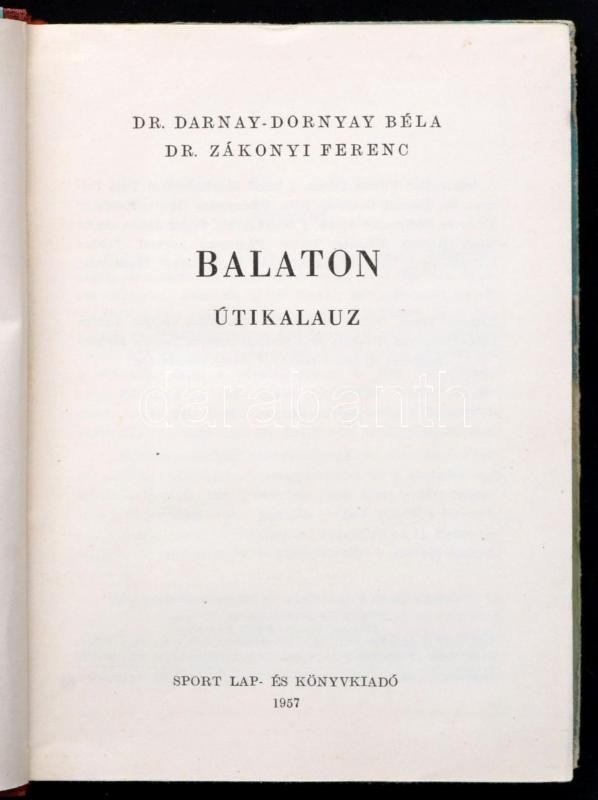 DR. DARNAY-DORNYAY BÉLA
DR. ZÁKONYI FERENC
BALATON
ÚTIKALAUZ
darabanth
SPORT LAP- ÉS KÖNYVKIADÓ
1957